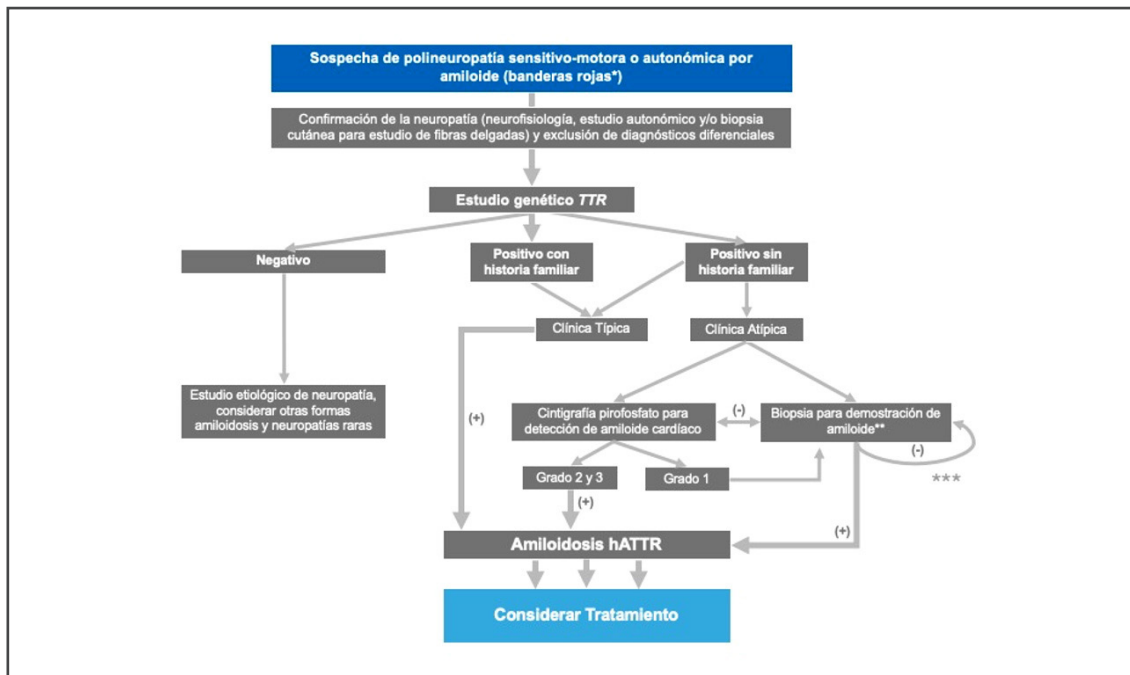 Sospecha de polineuropatía sensitivo-motora o autonómica por
amiloide (banderas rojas*)
Confirmación de la neuropatía (neurofisiología, estudio autonómico y/o biopsia
cutánea para estudio de fibras delgadas) y exclusión de diagnósticos diferenciales
Estudio genético TTR
Negativo
Positivo con
historia familiar
Positivo sin
historia familiar
Clínica Típica
Clínica Atípica
Estudio etiológico de neuropatía,
considerar otras formas
amiloidosis y neuropatías raras
(+)
Cintigrafía pirofosfato para
detección de amiloide cardíaco
(-)
Biopsia para demostración de
amiloide**
(-)
***
Grado 2 y 3
Grado 1
(+)
(+)
Amiloidosis hATTR
Considerar Tratamiento